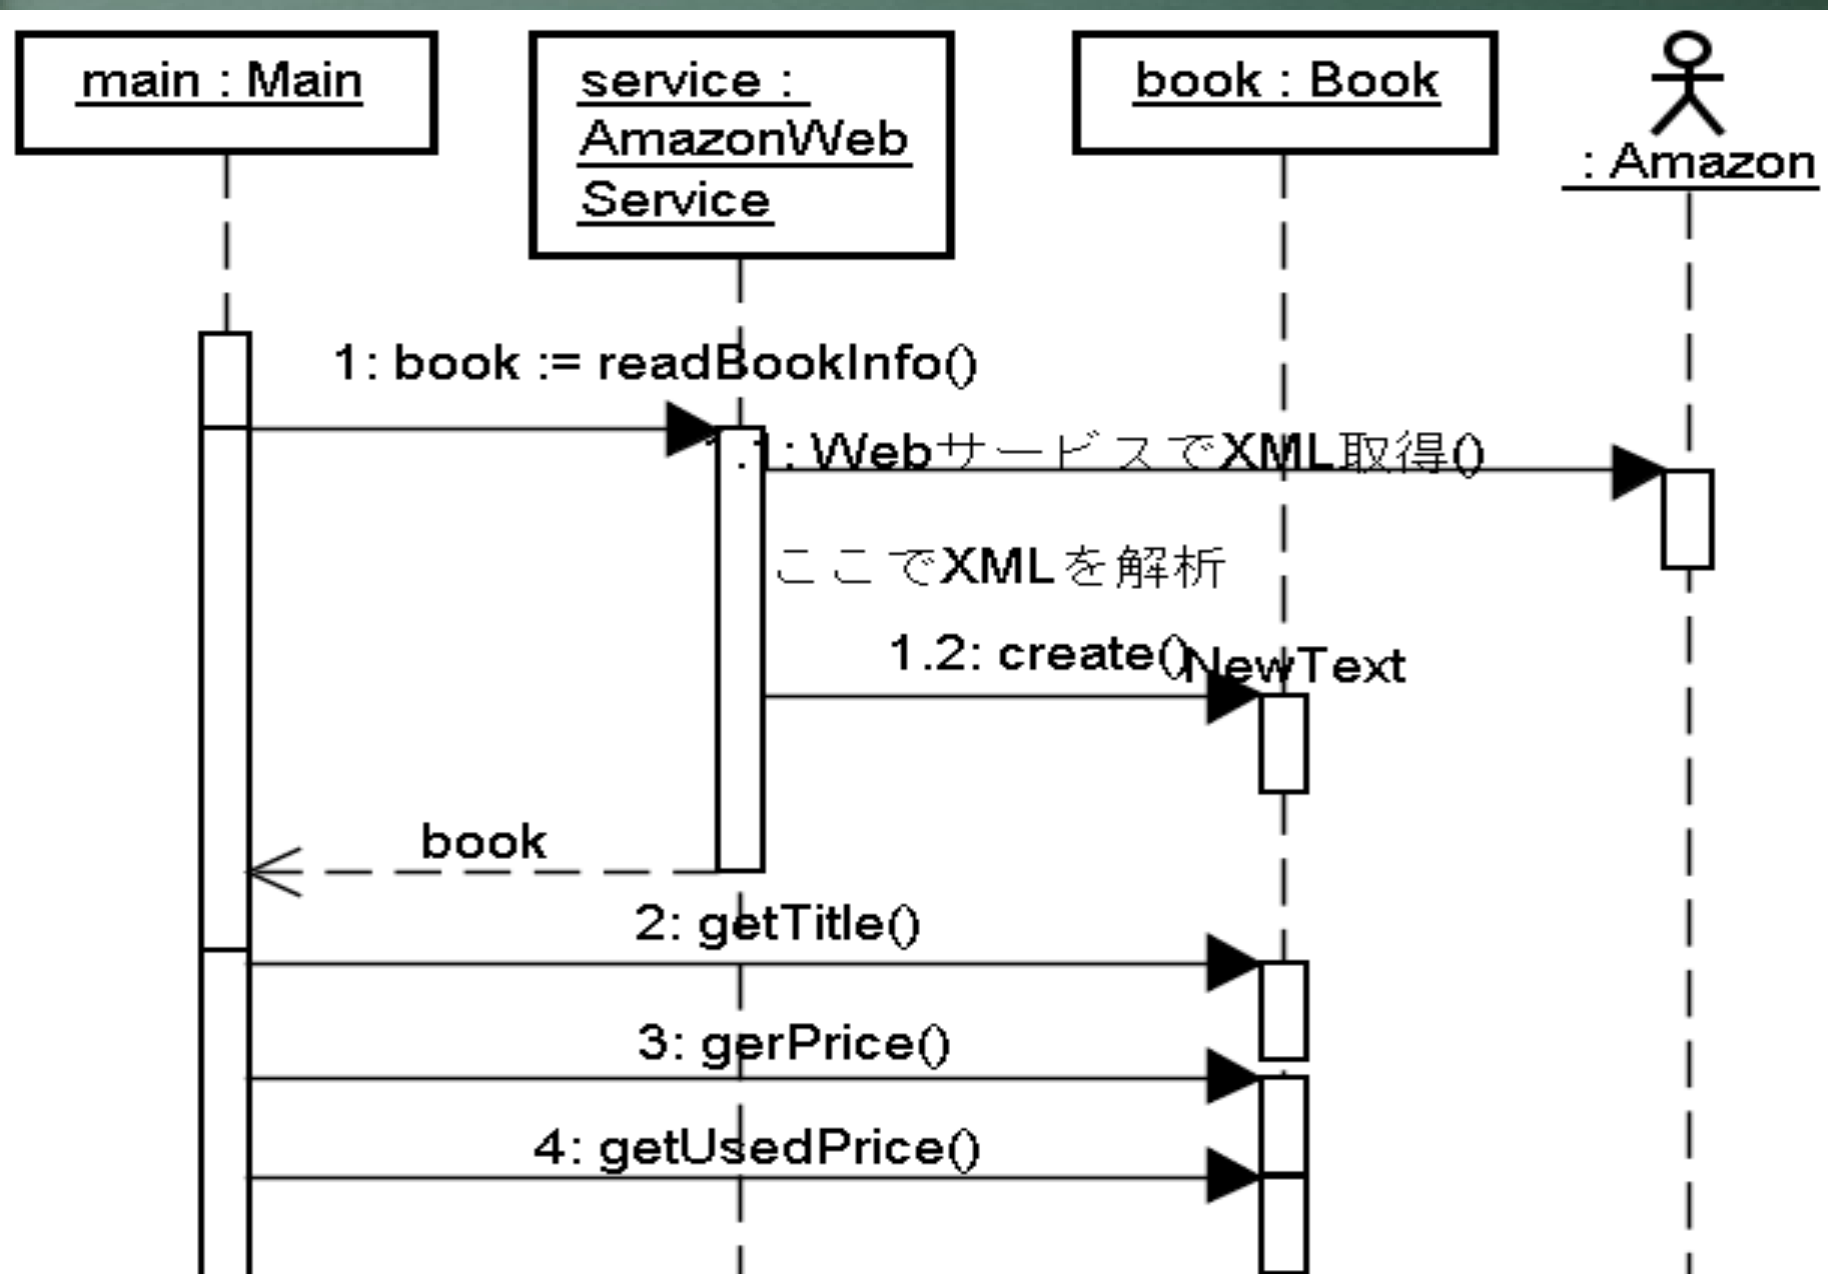 main : Main
service :
AmazonWeb
Service
book : Book
: Amazon
1: book := readBookInfo()
1.1: WebサービスでXML取得()
ここでXMLを解析
1.2: create()
NewText
book
2: getTitle()
3: gerPrice()
4: getUsedPrice()